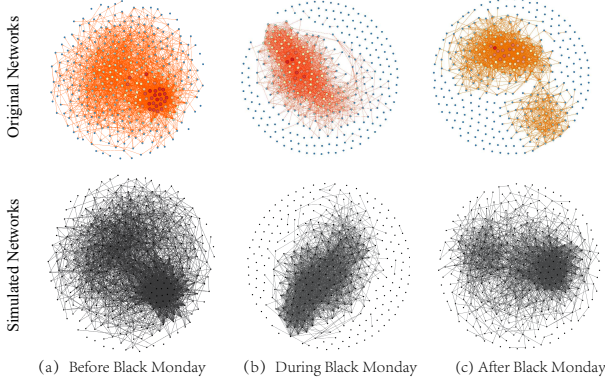 Original Networks
Simulated Networks
(a) Before Black Monday
(b) During Black Monday
(c) After Black Monday